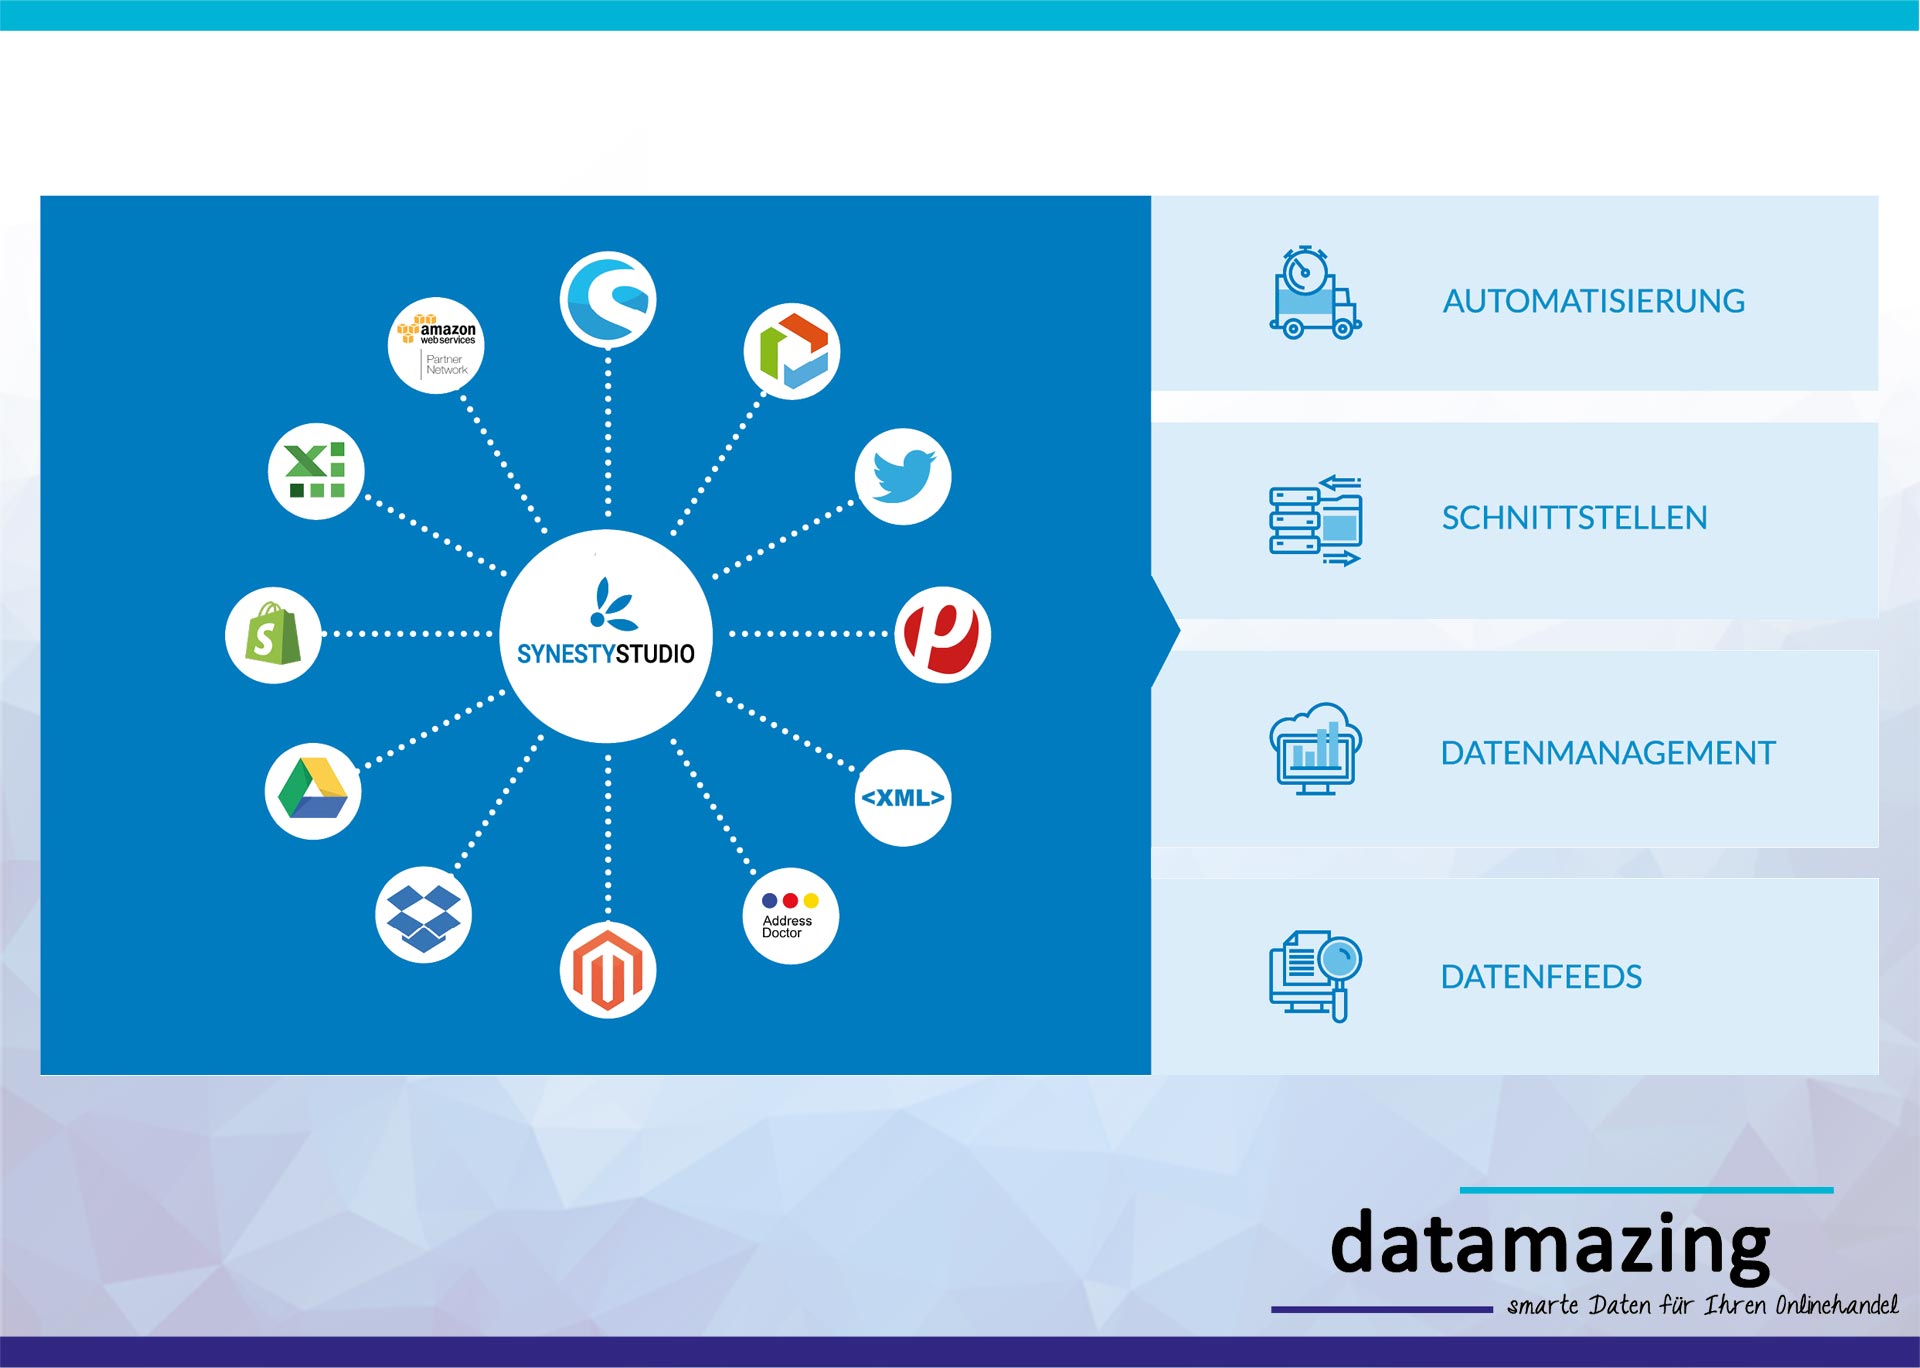 amazon
webservices
Partner
Network
SYNESTYSTUDIO
<XML>
Address
Doctor
AUTOMATISIERUNG
SCHNITTSTELLEN
DATENMANAGEMENT
DATENFEEDS
datamazing
smarte Daten für Ihren Onlinehandel